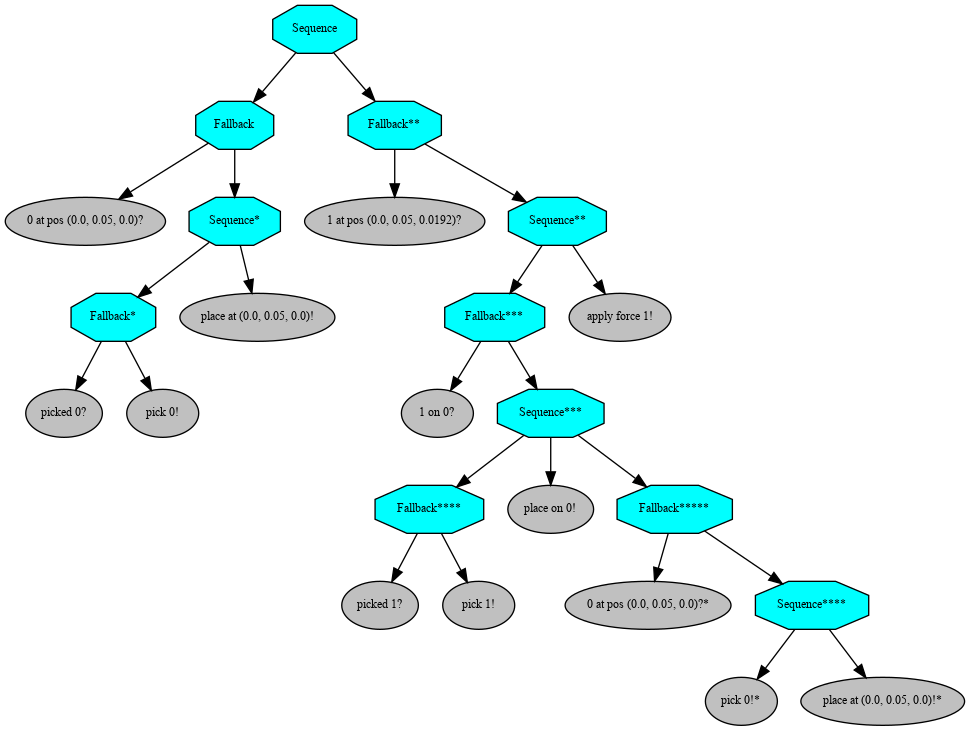 Sequence
Fallback
Fallback**
0 at pos (0.0, 0.05, 0.0)?
Sequence*
1 at pos (0.0, 0.05, 0.0192)?
Sequence**
Fallback*
place at (0.0, 0.05, 0.0)!
Fallback***
apply force 1!
picked 0?
pick 0!
1 on 0?
Sequence***
Fallback****
place on 0!
Fallback*****
picked 1?
pick 1!
0 at pos (0.0, 0.05, 0.0)?*
Sequence****
pick 0!*
place at (0.0, 0.05, 0.0)!*